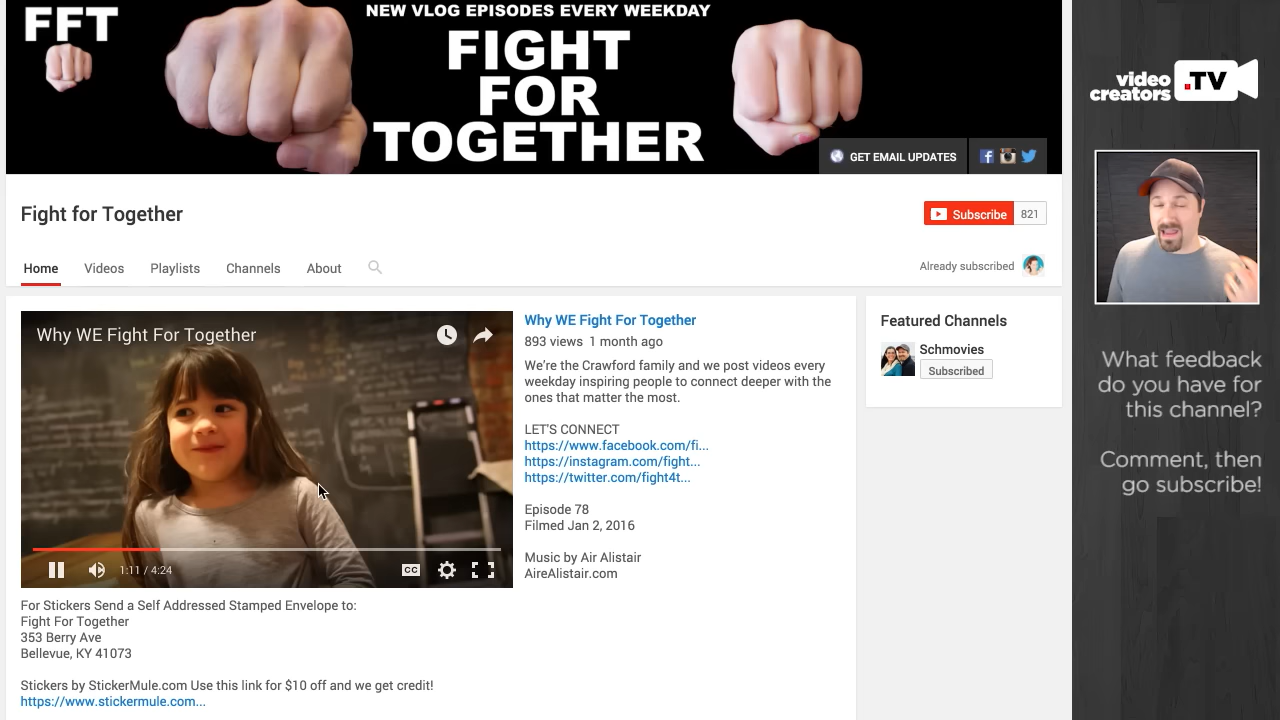 FFT
NEW VLOG EPISODES EVERY WEEKDAY
FIGHT
FOR
TOGETHER
GET EMAIL UPDATES
Fight for Together
Subscribe 821
Home Videos Playlists Channels About
Already subscribed
Why WE Fight For Together
1:11 / 4:24
CC
Why WE Fight For Together
893 views 1 month ago
We're the Crawford family and we post videos every
weekday inspiring people to connect deeper with the
ones that matter the most.
LET'S CONNECT
https://www.facebook.com/fi...
https://instagram.com/fight...
https://twitter.com/fight4t...
Episode 78
Filmed Jan 2, 2016
Music by Air Alistair
AireAlistair.com
For Stickers Send a Self Addressed Stamped Envelope to:
Fight For Together
353 Berry Ave
Bellevue, KY 41073
Stickers by StickerMule.com Use this link for $10 off and we get credit!
https://www.stickermule.com...
Featured Channels
Schmovies
Subscribed
video
creators .TV
What feedback
do you have for
this channel?
Comment, then
go subscribe!